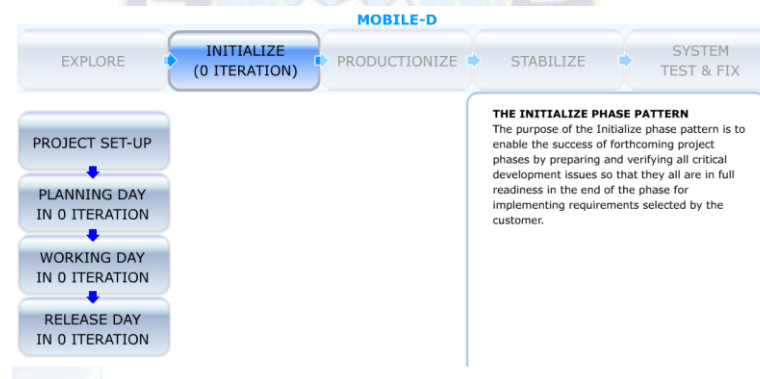 MOBILE-D
EXPLORE
INITIALIZE
(0 ITERATION)
PRODUCTIONIZE
STABILIZE
SYSTEM
TEST & FIX
PROJECT SET-UP
PLANNING DAY
IN 0 ITERATION
WORKING DAY
IN 0 ITERATION
RELEASE DAY
IN 0 ITERATION
THE INITIALIZE PHASE PATTERN
The purpose of the Initialize phase pattern is to
enable the success of forthcoming project
phases by preparing and verifying all critical
development issues so that they all are in full
readiness in the end of the phase for
implementing requirements selected by the
customer.